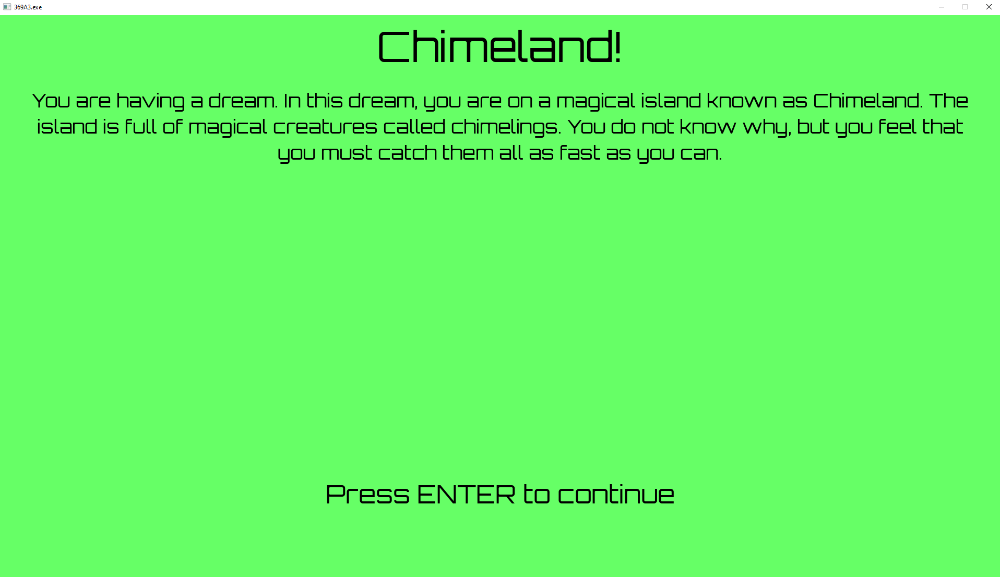 369A3.exe
Chimeland!
You are having a dream. In this dream, you are on a magical island known as Chimeland. The
island is full of magical creatures called chimelings. You do not know why, but you feel that
you must catch them all as fast as you can.
Press ENTER to continue